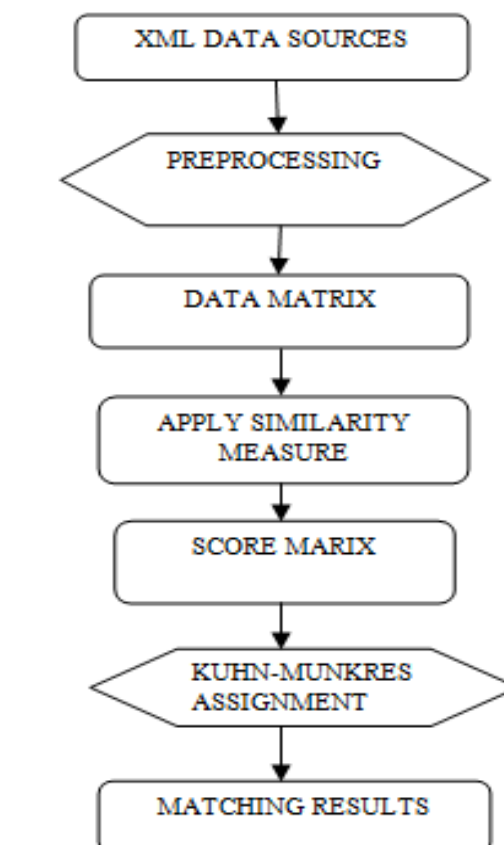 XML DATA SOURCES
PREPROCESSING
DATA MATRIX
APPLY SIMILARITY
MEASURE
SCORE MARIX
KUHN-MUNKRES
ASSIGNMENT
MATCHING RESULTS